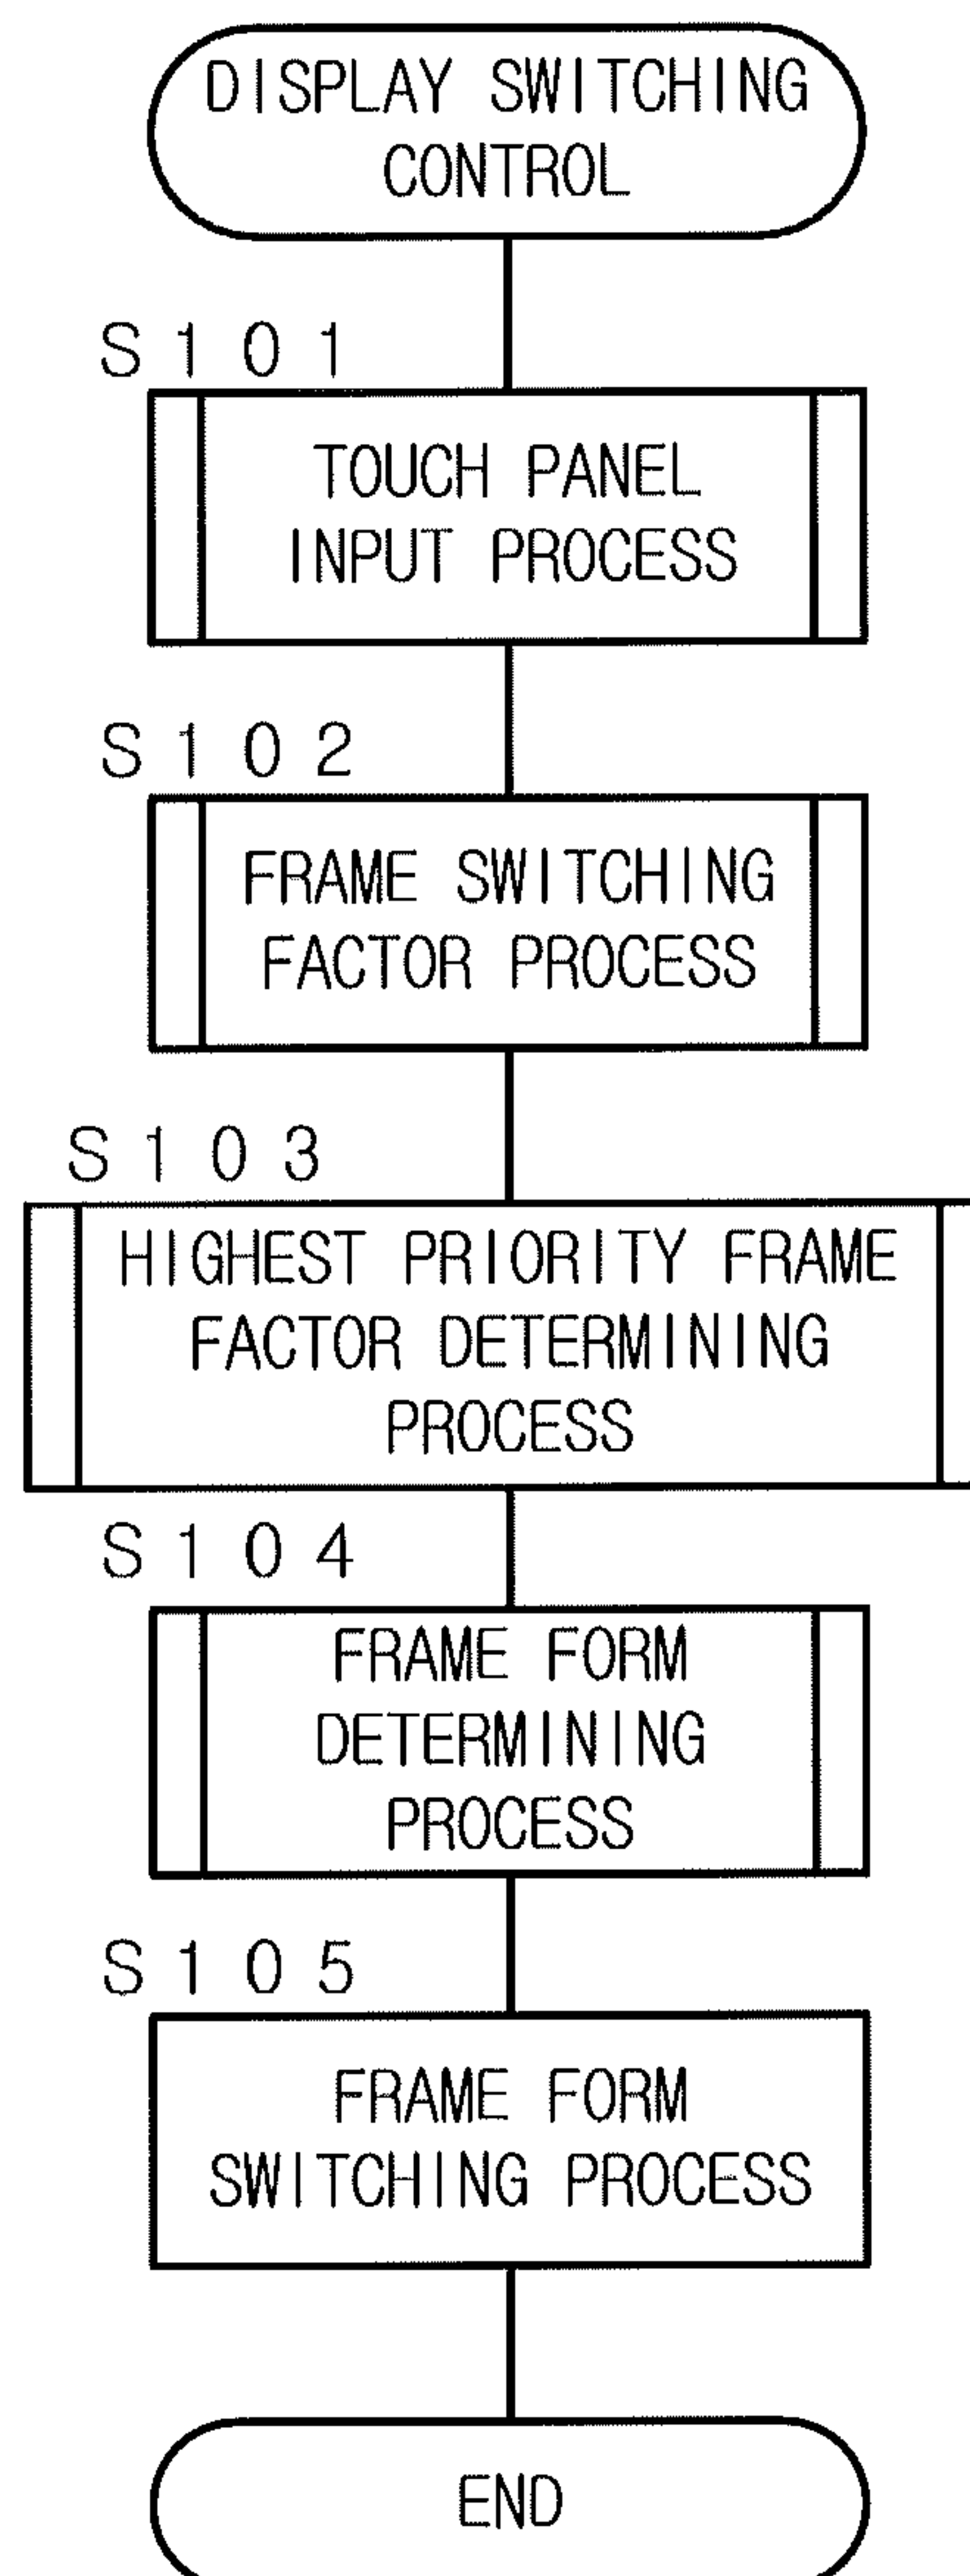 DISPLAY SWITCHING
CONTROL
S101
TOUCH PANEL
INPUT PROCESS
S102
FRAME SWITCHING
FACTOR PROCESS
S103
HIGHEST PRIORITY FRAME
FACTOR DETERMINING
PROCESS
S104
FRAME FORM
DETERMINING
PROCESS
S105
FRAME FORM
SWITCHING PROCESS
END